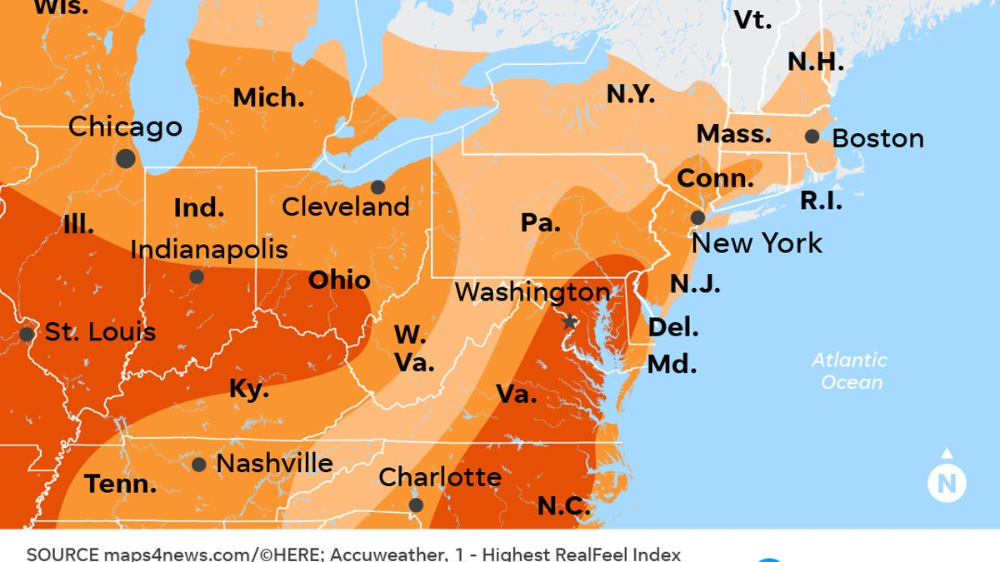 Wis.
Vt.
N.H.
Mich.
N.Y.
Chicago
Mass.
Boston
Conn.
R.I.
Cleveland
Ind.
Ill.
Pa.
Indianapolis
New York
Ohio
Washington
N.J.
St. Louis
W.
Va.
Del.
Md.
Atlantic
Ocean
Ky.
Va.
Nashville
Charlotte
Tenn.
N
N.C.
SOURCE maps4news.com/©HERE; Accuweather, 1 - Highest RealFeel Index